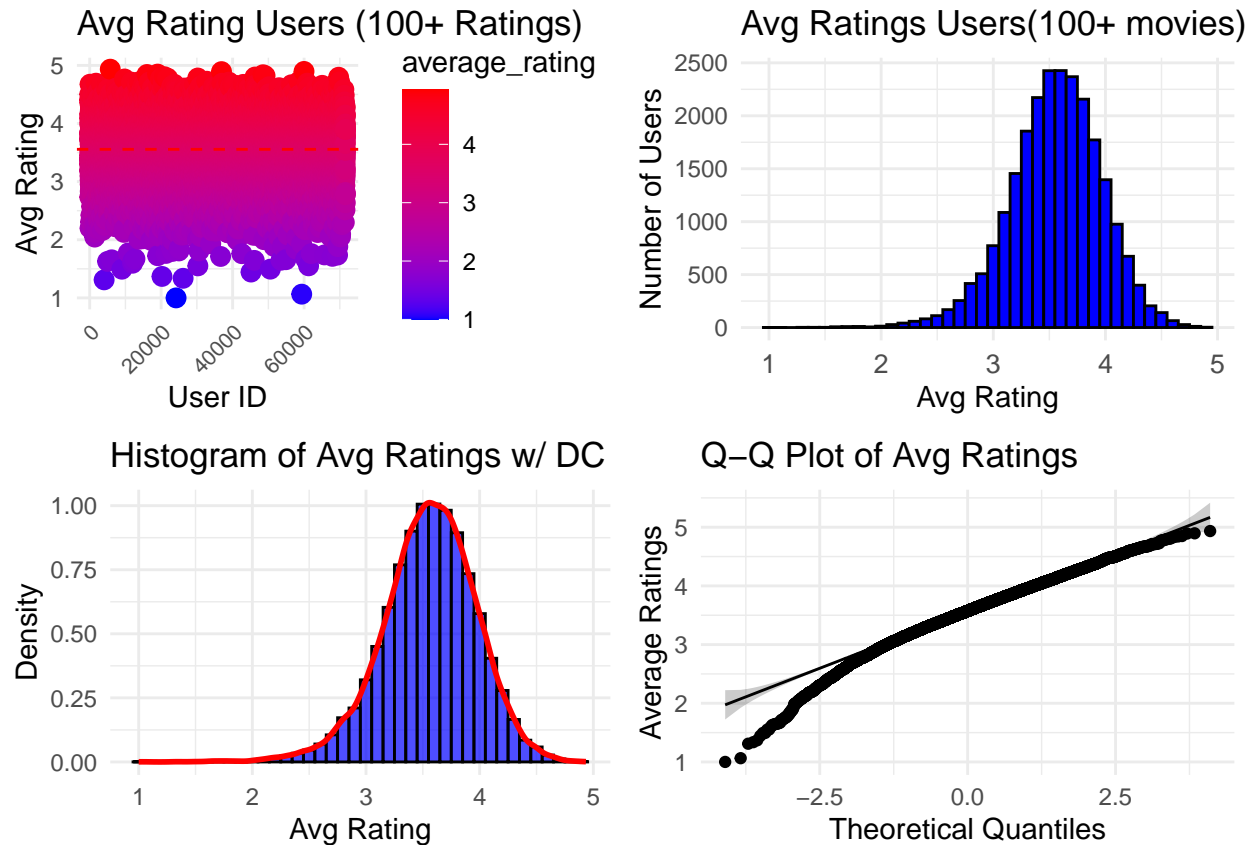 Avg Rating Users (100+ Ratings)
average_rating
5
4
3
2
1
Avg Rating
0
20000
40000
60000
User ID
4
3
2
1
Avg Ratings Users(100+ movies)
2500
2000
1500
1000
500
0
Number of Users
1 2 3 4 5
Avg Rating
Histogram of Avg Ratings w/ DC
1.00
0.75
0.50
0.25
0.00
Density
1 2 3 4 5
Avg Rating
Q−Q Plot of Avg Ratings
5
4
3
2
1
Average Ratings
−2.5 0.0 2.5
Theoretical Quantiles